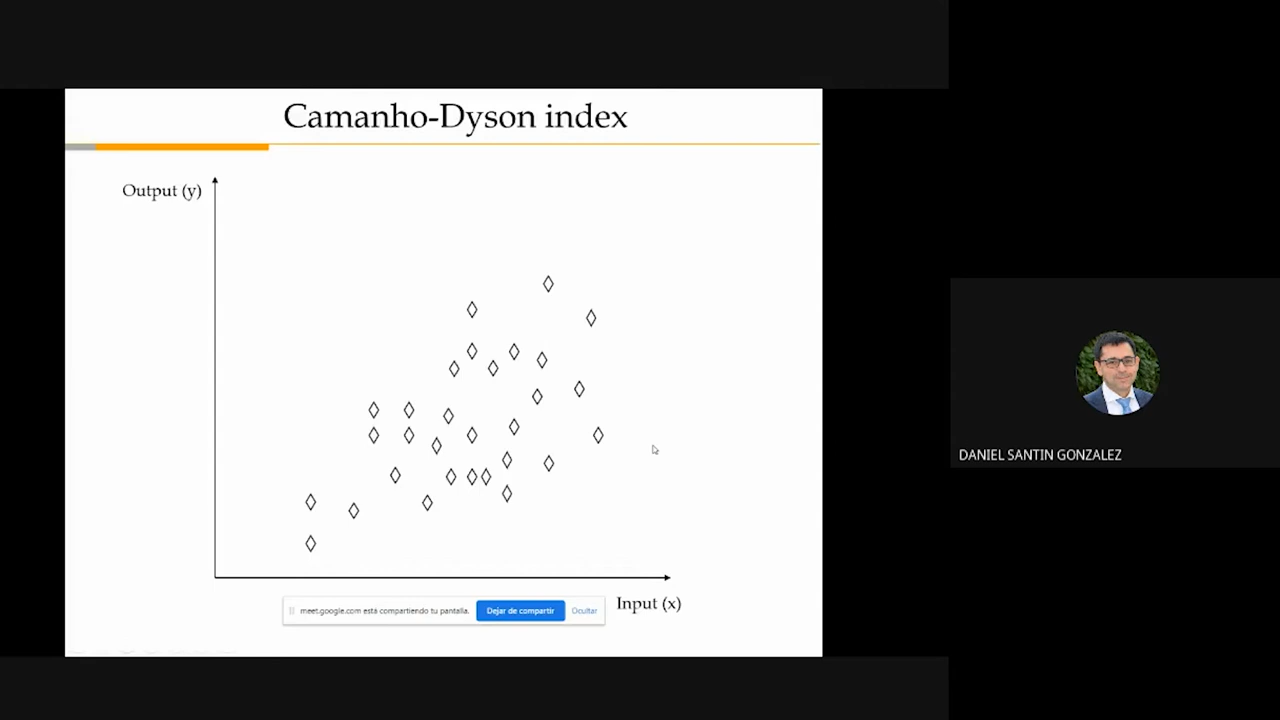 Camanho-Dyson index
Output (y)
DANIEL SANTIN GONZALEZ
Input (x)
meet.google.com está compartiendo tu pantalla.
Dejar de compartir
Ocultar